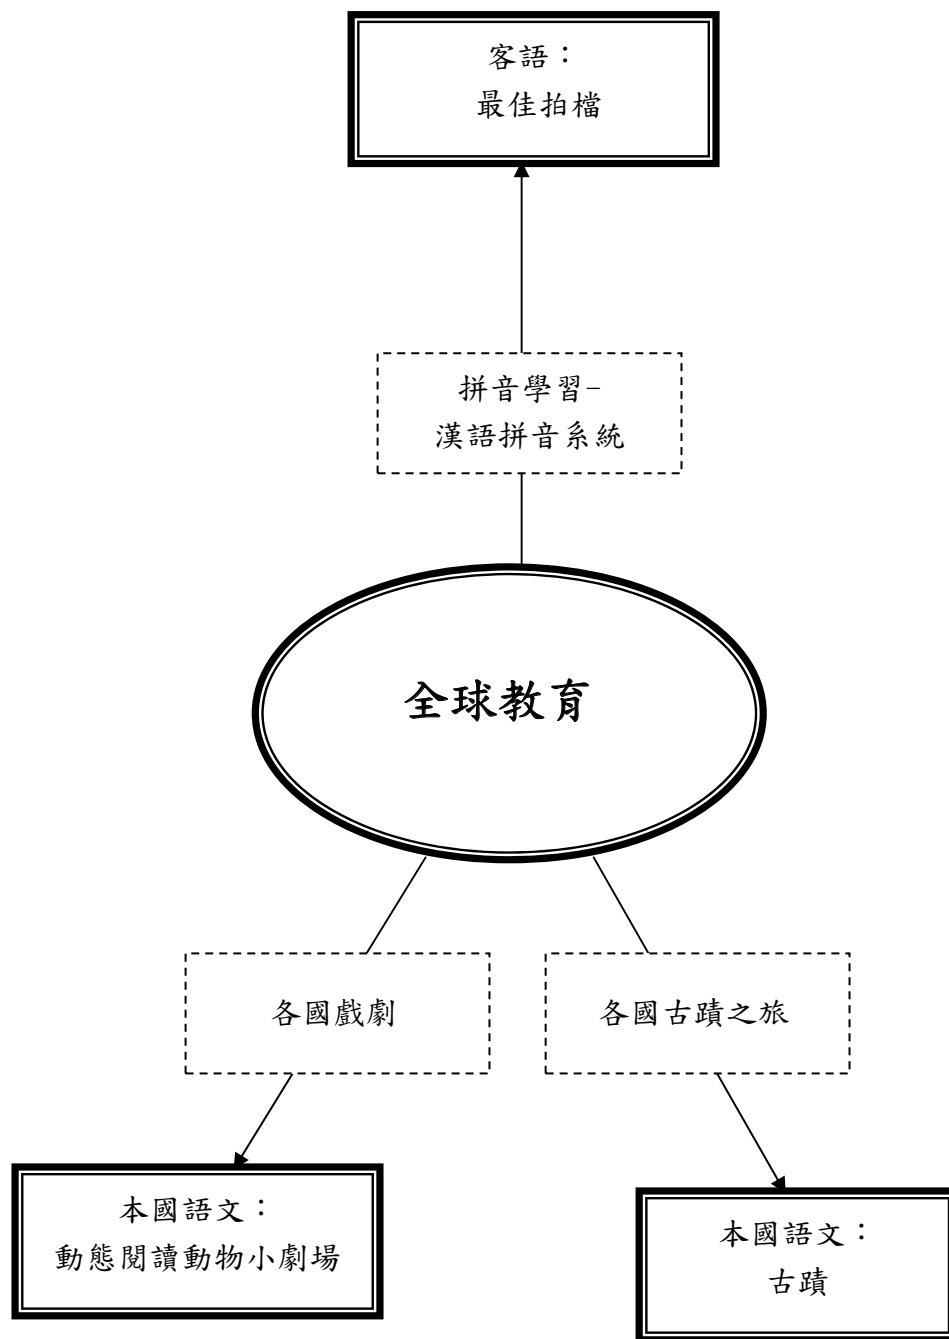 客語：
最佳拍檔
拼音學習-
漢語拼音系統
全球教育
各國戲劇
各國古蹟之旅
本國語文：
動態閱讀動物小劇場
本國語文：
古蹟